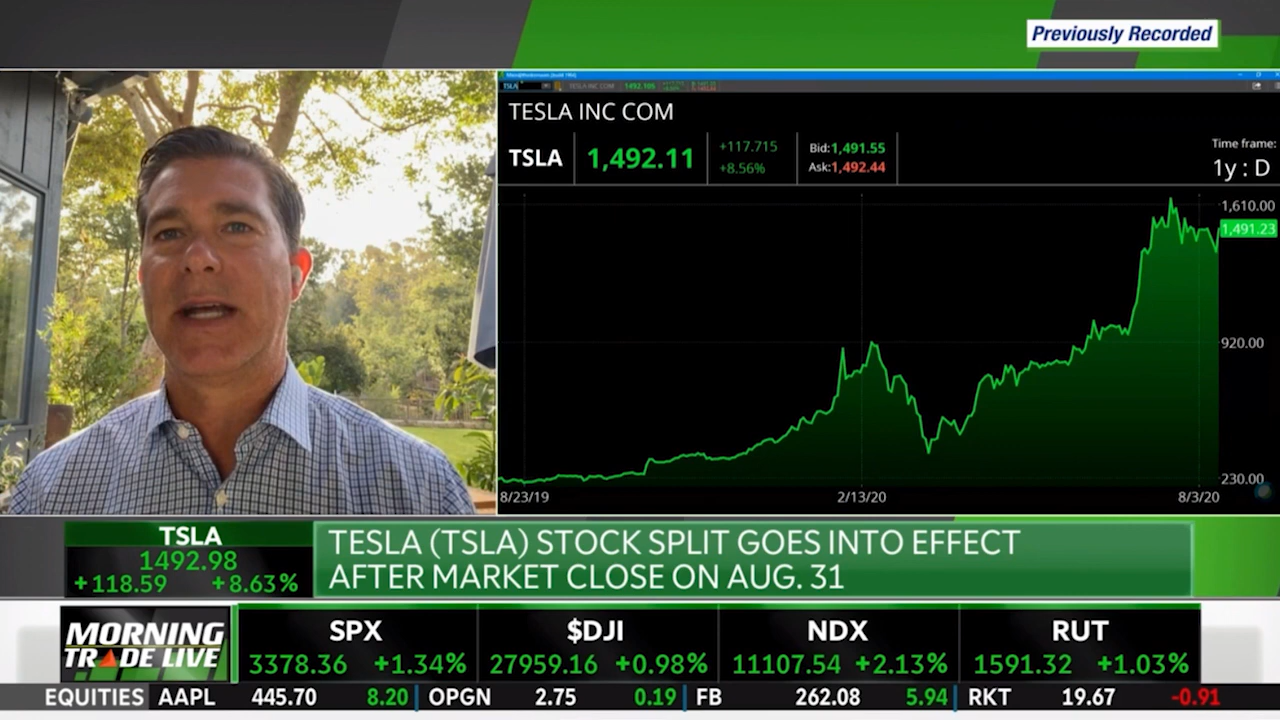 Previously Recorded
TSLA
TESLA INC COM
TSLA
1,492.11
+117.715
+8.56%
Bid:1,491.55
Ask:1,492.44
Time frame:
1y : D
1,610.00
1,491.23
920.00
230.00
8/23/19
2/13/20
8/3/20
TSLA
1492.98
+118.59 +8.63%
TESLA (TSLA) STOCK SPLIT GOES INTO EFFECT
AFTER MARKET CLOSE ON AUG. 31
MORNING
TRADE LIVE
SPX
3378.36 +1.34%
$DJI
27959.16 +0.98%
NDX
11107.54 +2.13%
RUT
1591.32 +1.03%
EQUITIES AAPL 445.70 8.20 OPGN 2.75 0.19 FB 262.08 5.94 RKT 19.67 -0.91